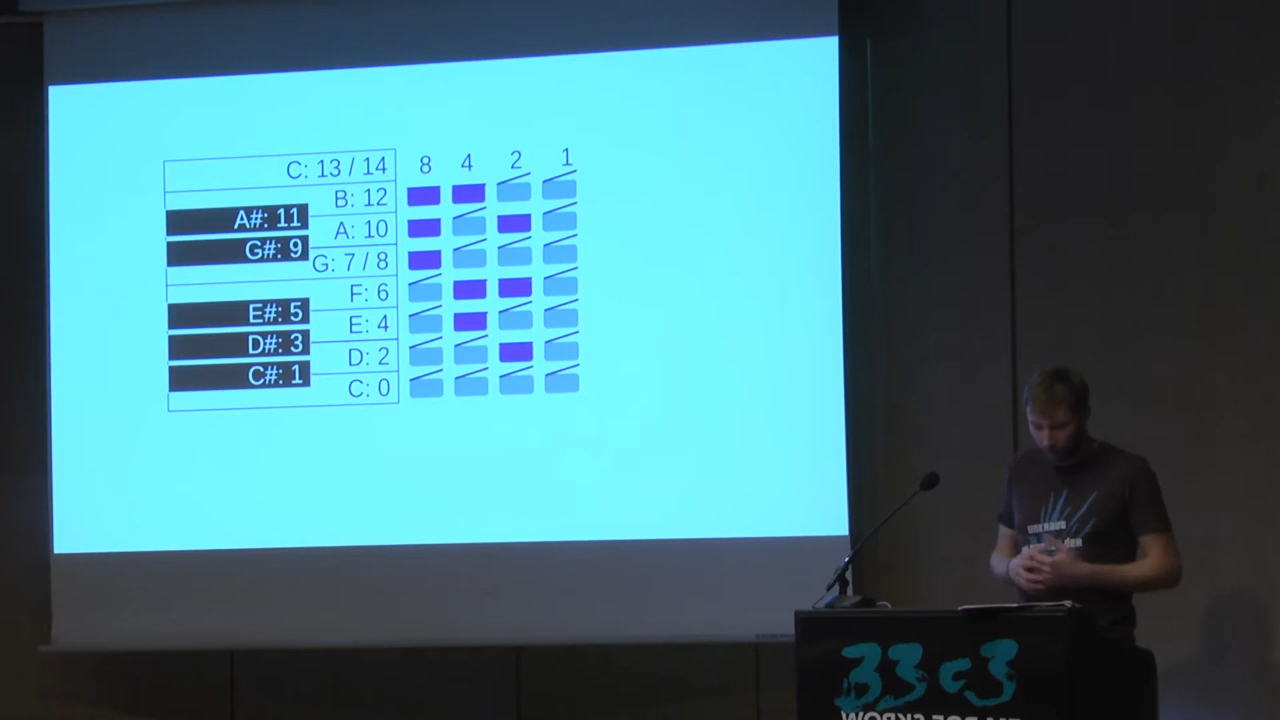 C: 13 / 14 8 4 2 1
B: 12
A#: 11
A: 10
G#: 9
G: 7 / 8
F: 6
E#: 5
E: 4
D#: 3
D: 2
C#: 1
C: 0
33c3